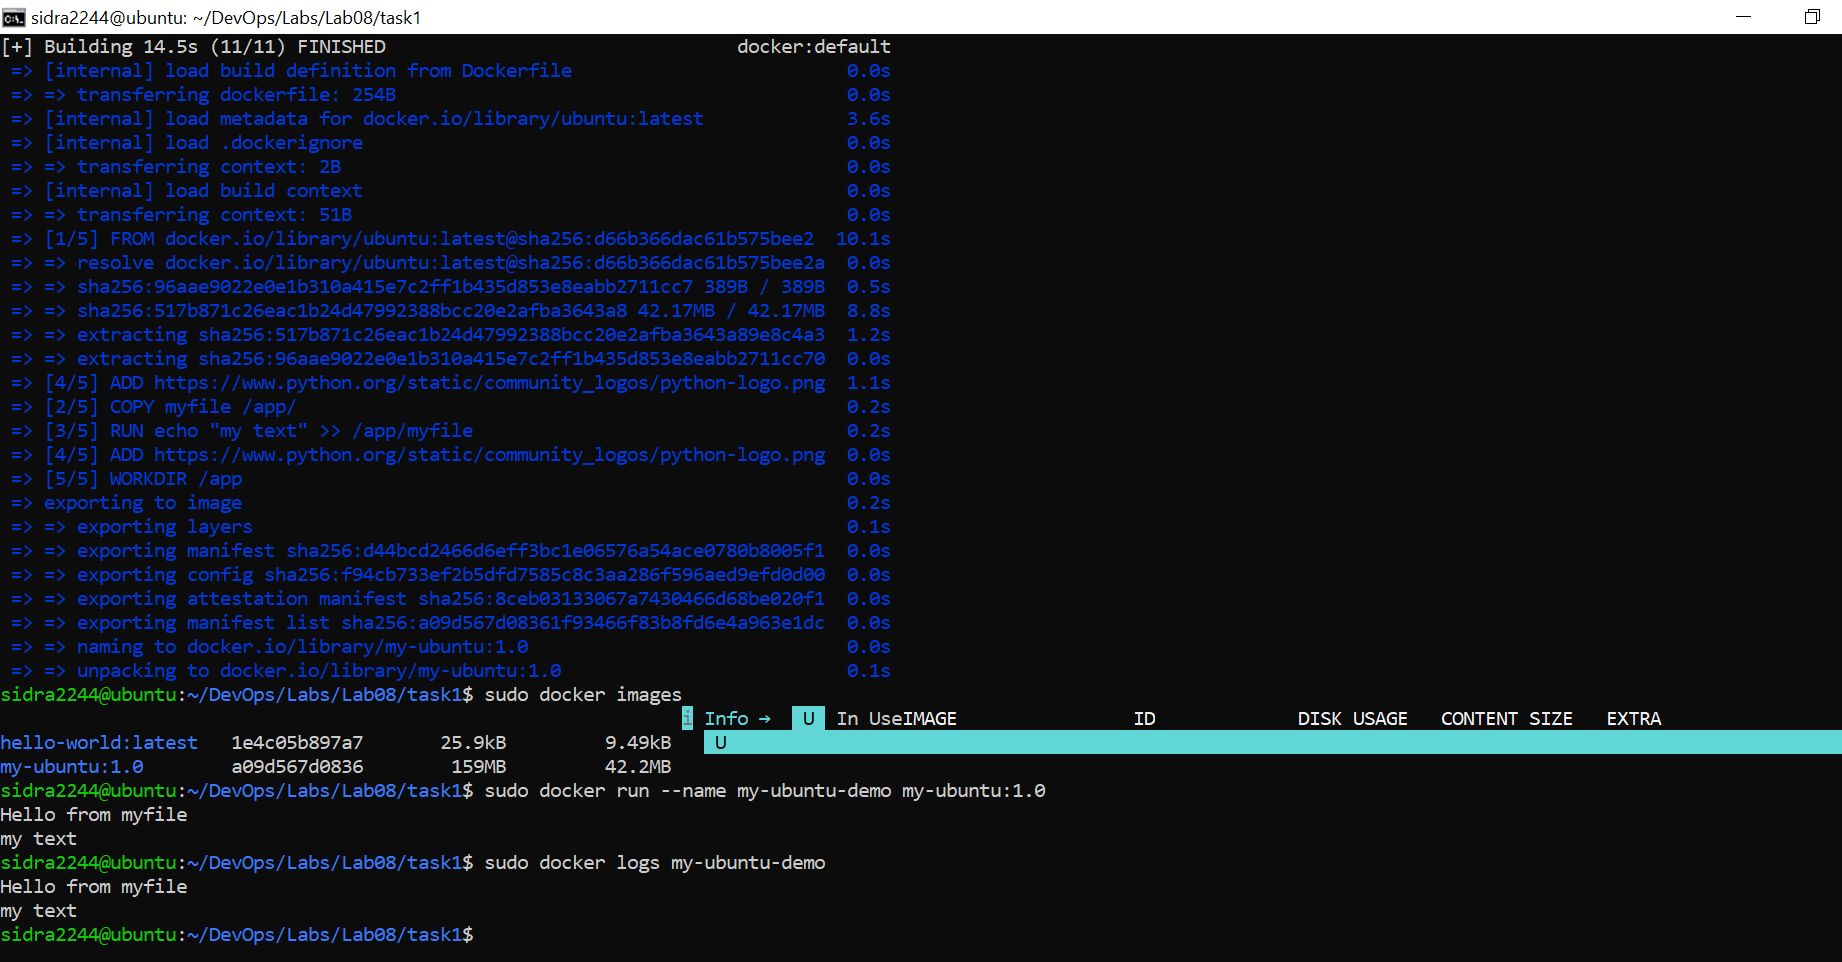 sidra2244@ubuntu: ~/DevOps/Labs/Lab08/task1
[+] Building 14.5s (11/11) FINISHED docker:default
=> [internal] load build definition from Dockerfile 0.0s
=> => transferring dockerfile: 254B 0.0s
=> [internal] load metadata for docker.io/library/ubuntu:latest 3.6s
=> [internal] load .dockerignore 0.0s
=> => transferring context: 2B 0.0s
=> [internal] load build context 0.0s
=> => transferring context: 51B 0.0s
=> [1/5] FROM docker.io/library/ubuntu:latest@sha256:d66b366dac61b575bee2 10.1s
=> => resolve docker.io/library/ubuntu:latest@sha256:d66b366dac61b575bee2a 0.0s
=> => sha256:96aae9022e0e1b310a415e7c2ff1b435d853e8eabb2711cc7 389B / 389B 0.5s
=> => sha256:517b871c26eac1b24d47992388bcc20e2afba3643a8 42.17MB / 42.17MB 8.8s
=> => extracting sha256:517b871c26eac1b24d47992388bcc20e2afba3643a89e8c4a3 1.2s
=> => extracting sha256:96aae9022e0e1b310a415e7c2ff1b435d853e8eabb2711cc70 0.0s
=> [4/5] ADD https://www.python.org/static/community_logos/python-logo.png 1.1s
=> [2/5] COPY myfile /app/ 0.2s
=> [3/5] RUN echo "my text" >> /app/myfile 0.2s
=> [4/5] ADD https://www.python.org/static/community_logos/python-logo.png 0.0s
=> [5/5] WORKDIR /app 0.0s
=> exporting to image 0.2s
=> => exporting layers 0.1s
=> => exporting manifest sha256:d44bcd2466d6eff3bc1e06576a54ace0780b8005f1 0.0s
=> => exporting config sha256:f94cb733ef2b5dfd7585c8c3aa286f596aed9efd0d00 0.0s
=> => exporting attestation manifest sha256:8ceb03133067a7430466d68be020f1 0.0s
=> => exporting manifest list sha256:a09d567d08361f93466f83b8fd6e4a963e1dc 0.0s
=> => naming to docker.io/library/my-ubuntu:1.0 0.0s
=> => unpacking to docker.io/library/my-ubuntu:1.0 0.1s
sidra2244@ubuntu:~/DevOps/Labs/Lab08/task1$ sudo docker images
i Info → U In UseIMAGE ID DISK USAGE CONTENT SIZE EXTRA
hello-world:latest 1e4c05b897a7 25.9kB 9.49kB U
my-ubuntu:1.0 a09d567d0836 159MB 42.2MB
sidra2244@ubuntu:~/DevOps/Labs/Lab08/task1$ sudo docker run --name my-ubuntu-demo my-ubuntu:1.0
Hello from myfile
my text
sidra2244@ubuntu:~/DevOps/Labs/Lab08/task1$ sudo docker logs my-ubuntu-demo
Hello from myfile
my text
sidra2244@ubuntu:~/DevOps/Labs/Lab08/task1$